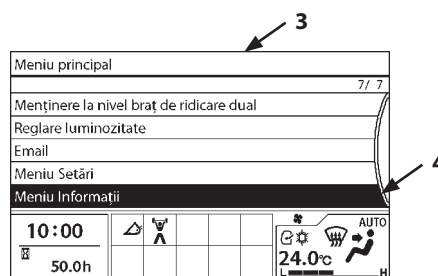 3
Meniu principal
7/ 7
Menținere la nivel braț de ridicare dual
Reglare luminozitate
Email
Meniu Setări
Meniu Informații
4
10:00
50.0h
AUTO
24.0°C
L H